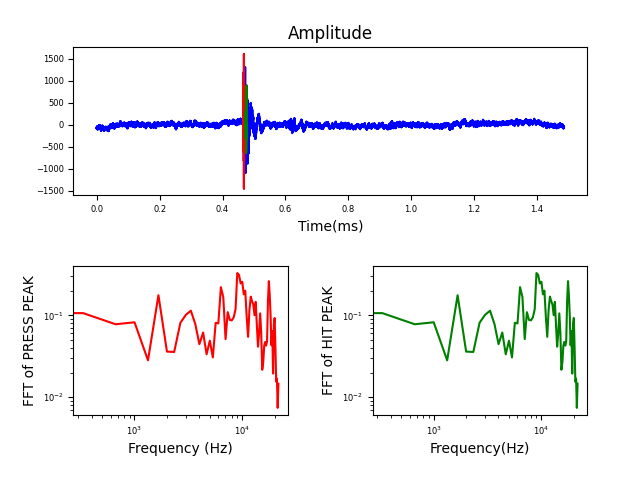 Amplitude
1500
1000
500
0
−500
−1000
−1500
0.0 0.2 0.4 0.6 0.8 1.0 1.2 1.4
Time(ms)
FFT of PRESS PEAK
10⁻¹
10⁻²
10³ 10⁴
Frequency (Hz)
FFT of HIT PEAK
10⁻¹
10⁻²
10³ 10⁴
Frequency(Hz)